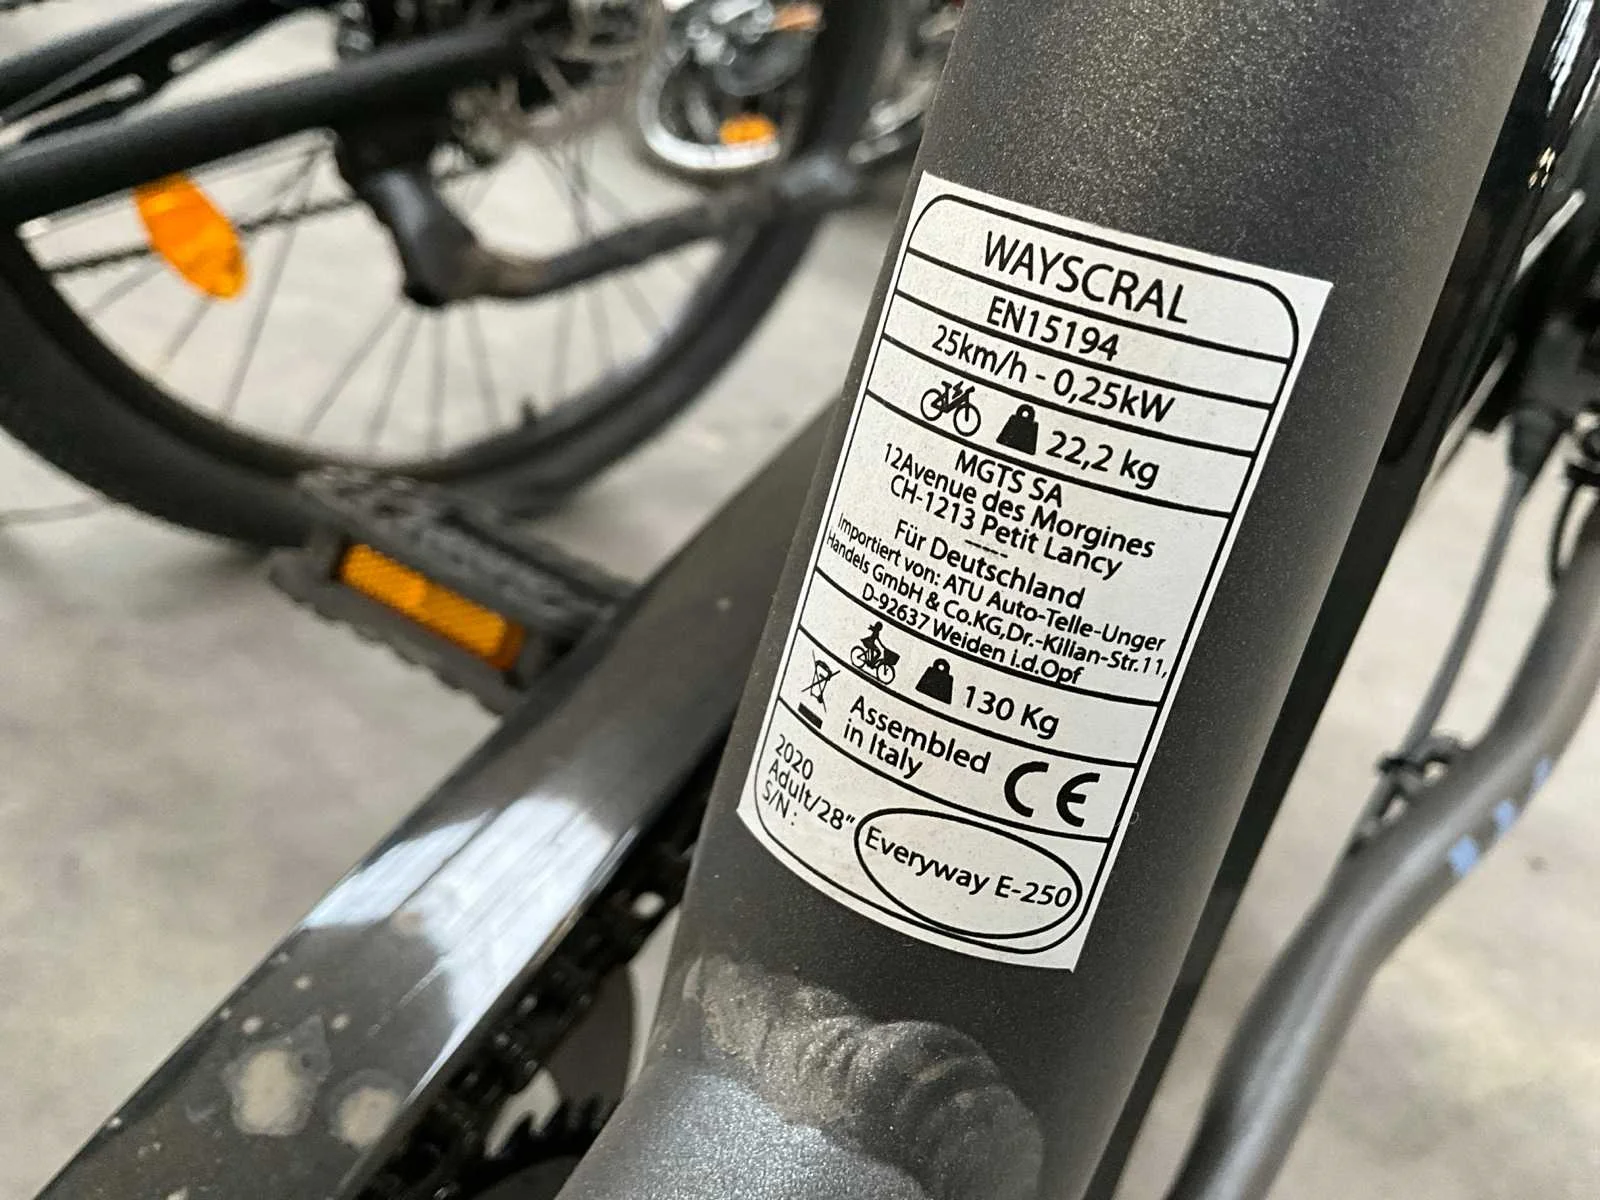 WAYSCRAL
EN15194
25km/h - 0,25kW
22,2 kg
MGTS SA
12Avenue des Morgines
CH-1213 Petit Lancy
-----
Für Deutschland
Importiert von: ATU Auto-Telle-Unger
Handels GmbH & Co.KG,Dr.-Kilian-Str.11,
D-92637 Weiden i.d.Opf
130 Kg
Assembled
in Italy
CE
2020
Adult/28"
S/N :
Everyway E-250